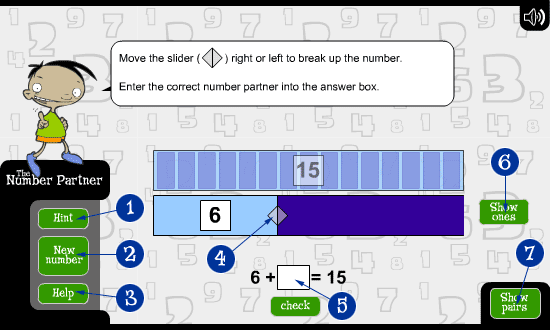 Move the slider ( ) right or left to break up the number.
Enter the correct number partner into the answer box.
The
Number Partner
15
6
6 + = 15
check
Hint
New
number
Help
Show
ones
Show
pairs
1
2
3
4
5
6
7